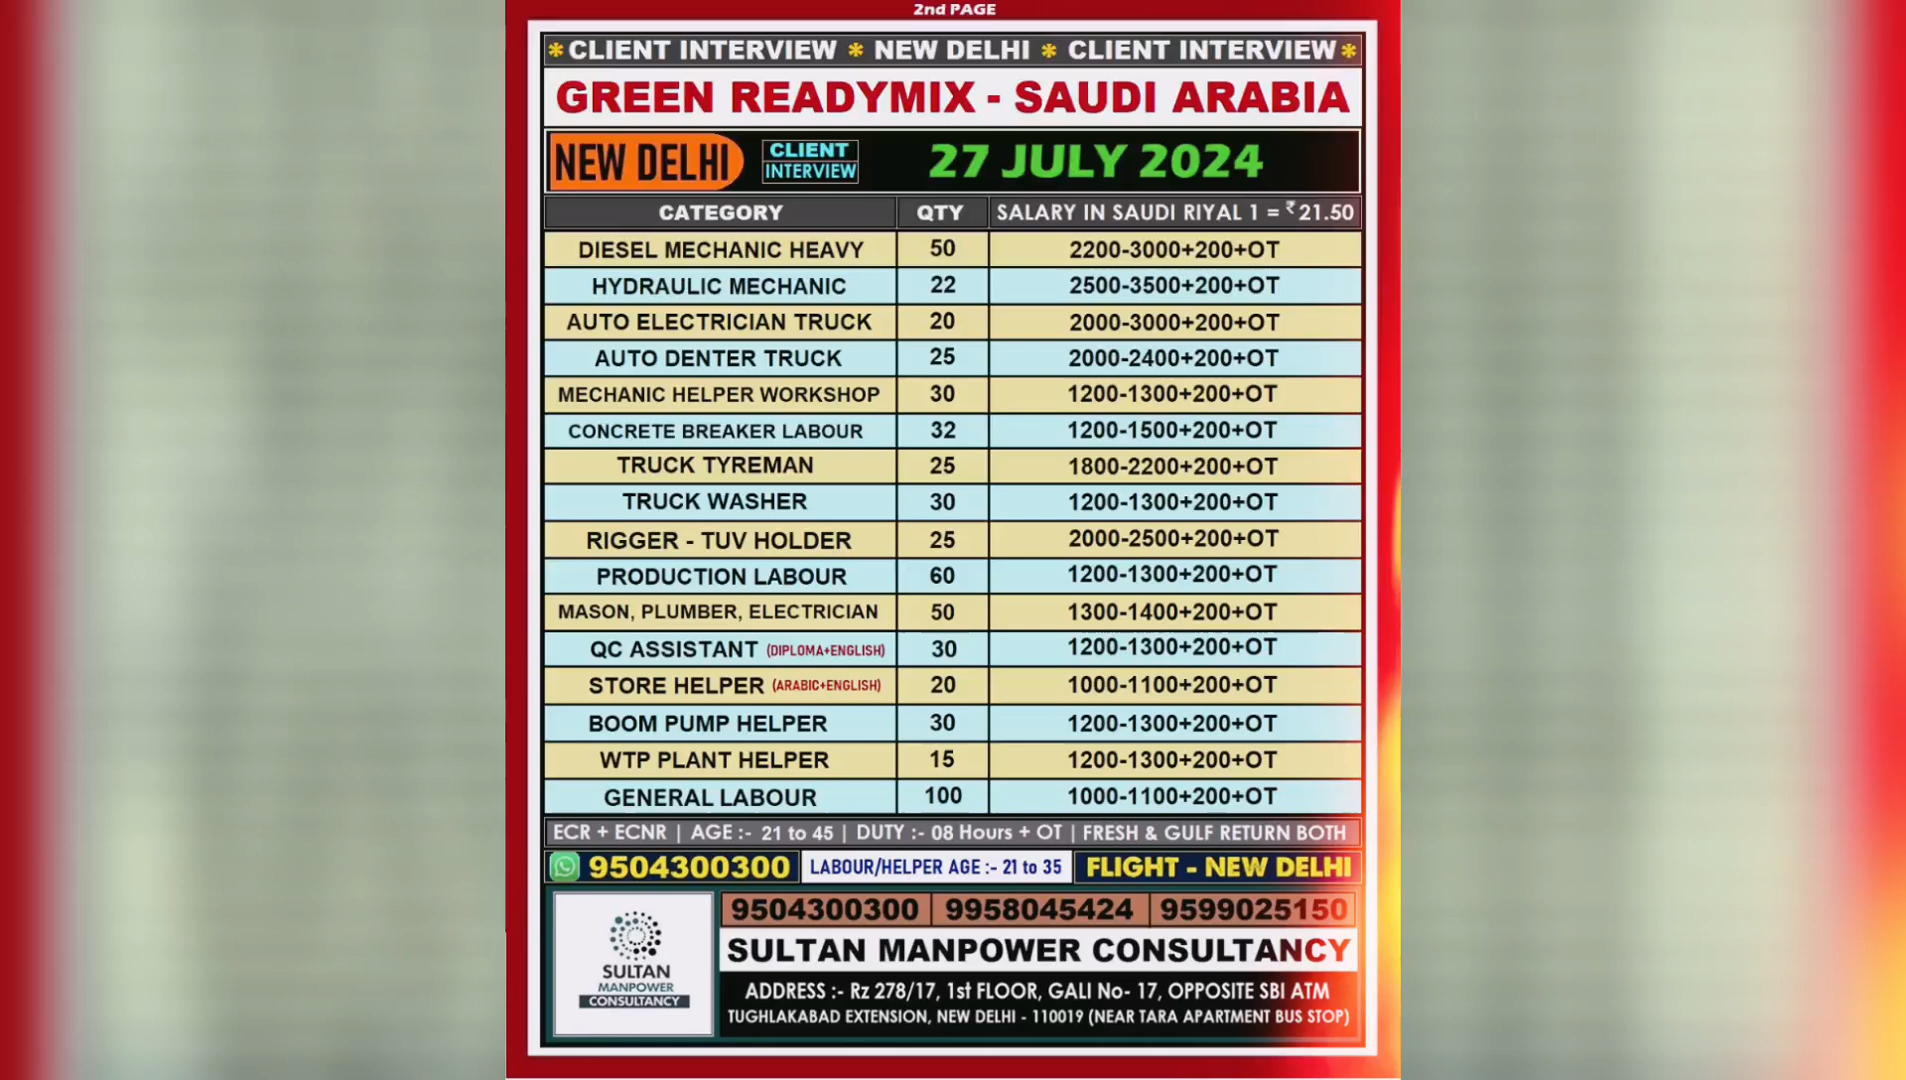 2nd PAGE
* CLIENT INTERVIEW * NEW DELHI * CLIENT INTERVIEW *
GREEN READYMIX - SAUDI ARABIA
NEW DELHI CLIENT INTERVIEW 27 JULY 2024
CATEGORY QTY SALARY IN SAUDI RIYAL 1 = ₹21.50
DIESEL MECHANIC HEAVY 50 2200-3000+200+OT
HYDRAULIC MECHANIC 22 2500-3500+200+OT
AUTO ELECTRICIAN TRUCK 20 2000-3000+200+OT
AUTO DENTER TRUCK 25 2000-2400+200+OT
MECHANIC HELPER WORKSHOP 30 1200-1300+200+OT
CONCRETE BREAKER LABOUR 32 1200-1500+200+OT
TRUCK TYREMAN 25 1800-2200+200+OT
TRUCK WASHER 30 1200-1300+200+OT
RIGGER - TUV HOLDER 25 2000-2500+200+OT
PRODUCTION LABOUR 60 1200-1300+200+OT
MASON, PLUMBER, ELECTRICIAN 50 1300-1400+200+OT
QC ASSISTANT (DIPLOMA+ENGLISH) 30 1200-1300+200+OT
STORE HELPER (ARABIC+ENGLISH) 20 1000-1100+200+OT
BOOM PUMP HELPER 30 1200-1300+200+OT
WTP PLANT HELPER 15 1200-1300+200+OT
GENERAL LABOUR 100 1000-1100+200+OT
ECR + ECNR | AGE :- 21 to 45 | DUTY :- 08 Hours + OT | FRESH & GULF RETURN BOTH
9504300300 LABOUR/HELPER AGE :- 21 to 35 FLIGHT - NEW DELHI
9504300300 9958045424 9599025150
SULTAN MANPOWER CONSULTANCY
ADDRESS :- Rz 278/17, 1st FLOOR, GALI No- 17, OPPOSITE SBI ATM
TUGHLAKABAD EXTENSION, NEW DELHI - 110019 (NEAR TARA APARTMENT BUS STOP)
SULTAN
MANPOWER
CONSULTANCY